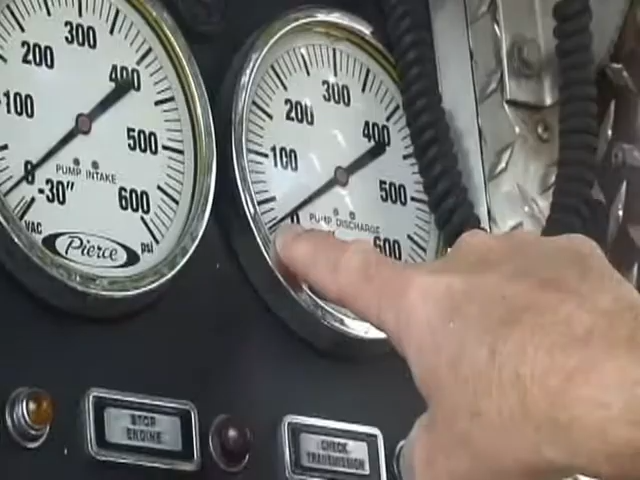 300
200
400
100
500
0
-30"
600
PUMP INTAKE
VAC
psi
Pierce
300
200
400
100
500
0
600
PUMP DISCHARGE
STOP
ENGINE
CHECK
TRANSMISSION